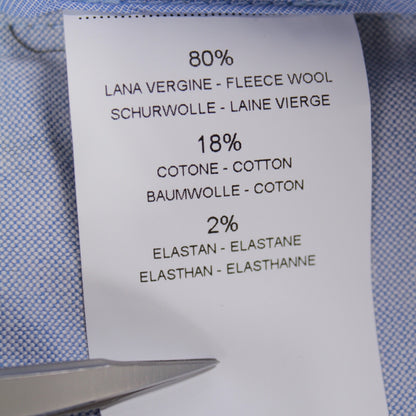 80%
LANA VERGINE - FLEECE WOOL
SCHURWOLLE - LAINE VIERGE
18%
COTONE - COTTON
BAUMWOLLE - COTON
2%
ELASTAN - ELASTANE
ELASTHAN - ELASTHANNE